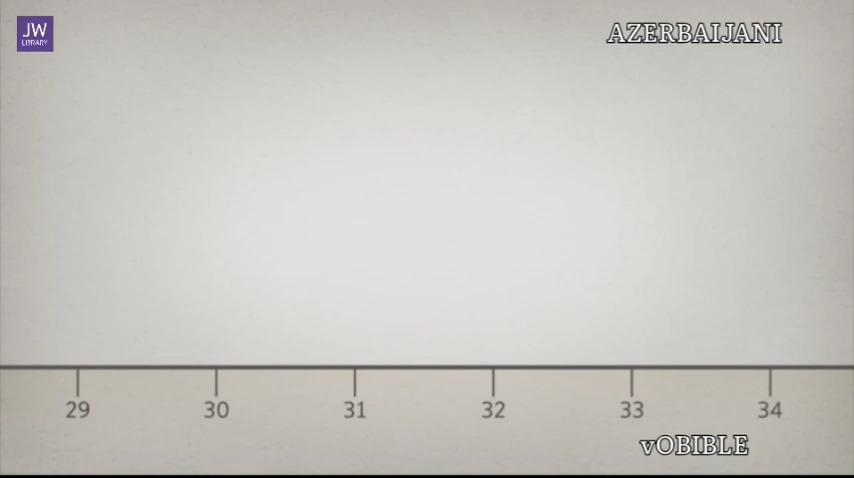 JW
LIBRARY
AZERBAIJANI
29 30 31 32 33 34
vOBIBLE